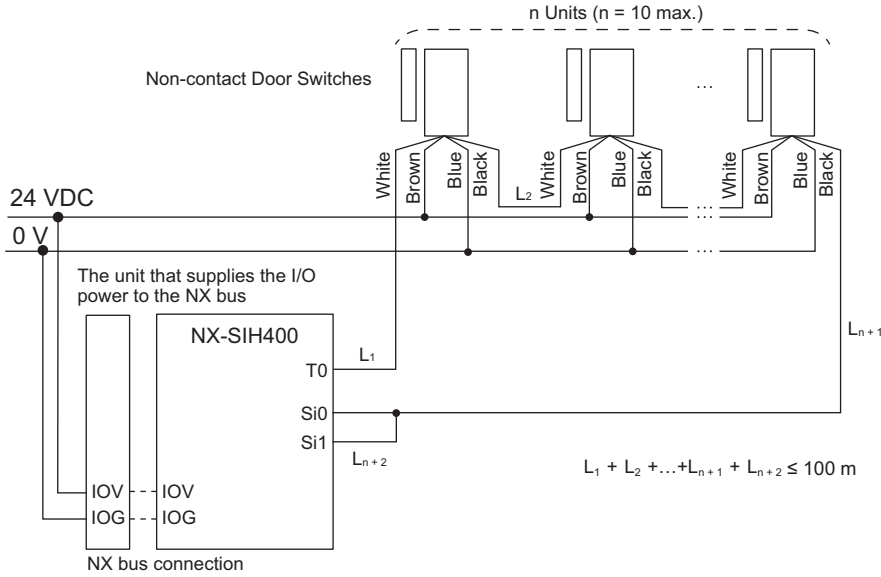 n Units (n = 10 max.)
Non-contact Door Switches
...
White
Brown
Blue
Black
L2
White
Brown
Blue
Black
White
Brown
Blue
Black
24 VDC
...
0 V
...
The unit that supplies the I/O
power to the NX bus
NX-SIH400
Ln + 1
T0
L1
Si0
Si1
Ln + 2
L1 + L2 +...+Ln + 1 + Ln + 2 ≤ 100 m
IOV
IOV
IOG
IOG
NX bus connection